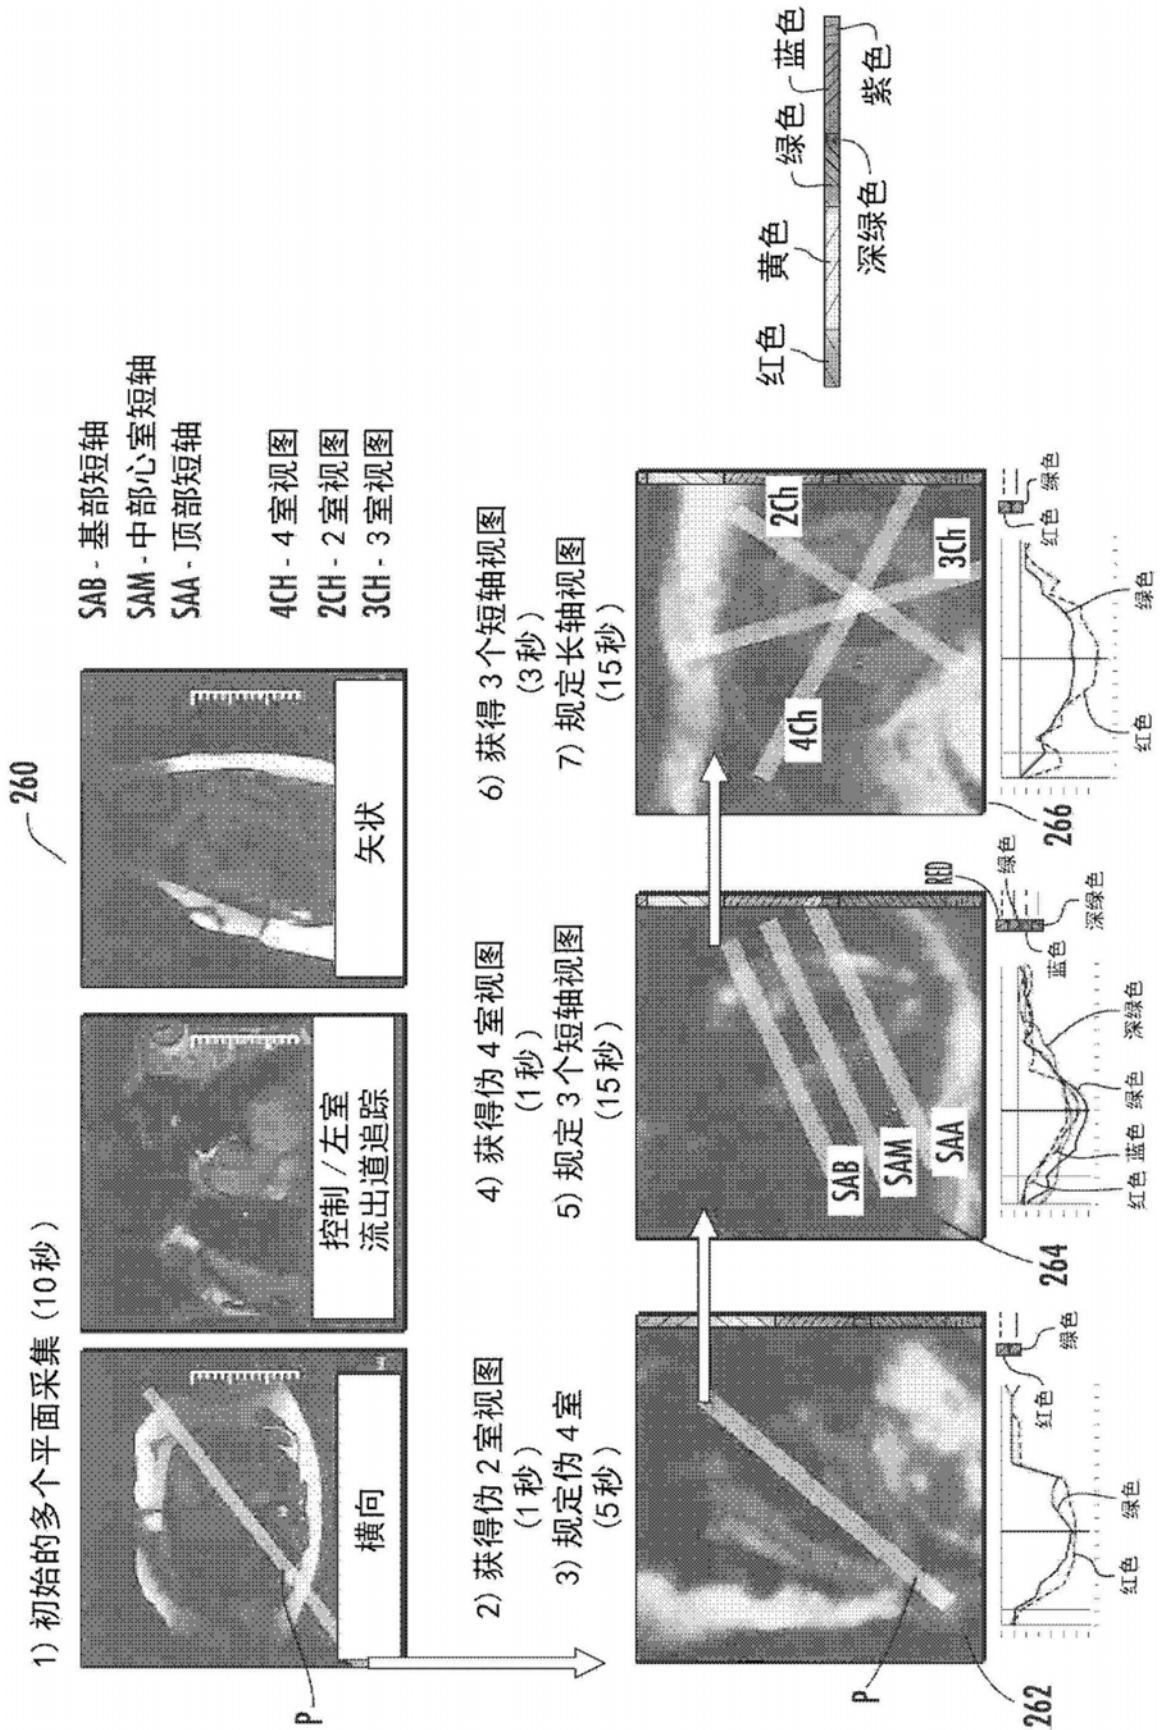 260
1) 初始的多个平面采集 (10秒)
横向
控制 / 左室
流出道追踪
矢状
P
SAB - 基部短轴
SAM - 中部心室短轴
SAA - 顶部短轴
4CH - 4 室视图
2CH - 2 室视图
3CH - 3 室视图
2) 获得伪 2 室视图
(1秒)
3) 规定伪 4 室
(5秒)
4) 获得伪 4 室视图
(1秒)
5) 规定 3 个短轴视图
(15秒)
6) 获得 3 个短轴视图
(3秒)
7) 规定长轴视图
(15秒)
P
262
SAB
SAM
SAA
264
4Ch
2Ch
3Ch
266
红色
黄色
绿色
蓝色
深绿色
紫色
红色
绿色
红色
绿色
RED
绿色
蓝色
深绿色
红色
蓝色
绿色
深绿色
红色
绿色
红色
绿色